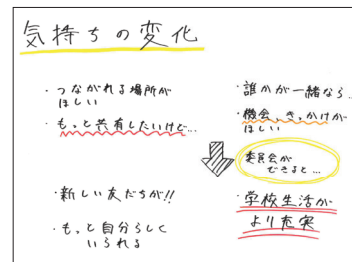 気持ちの変化
・つながれる場所が
ほしい
・もっと共有したいけど…
・誰かが一緒なら…
・機会、きっかけが
ほしい
委員会が
できると…
・新しい友だちが!!
・もっと自分らしく
いられる
・学校生活が
より充実